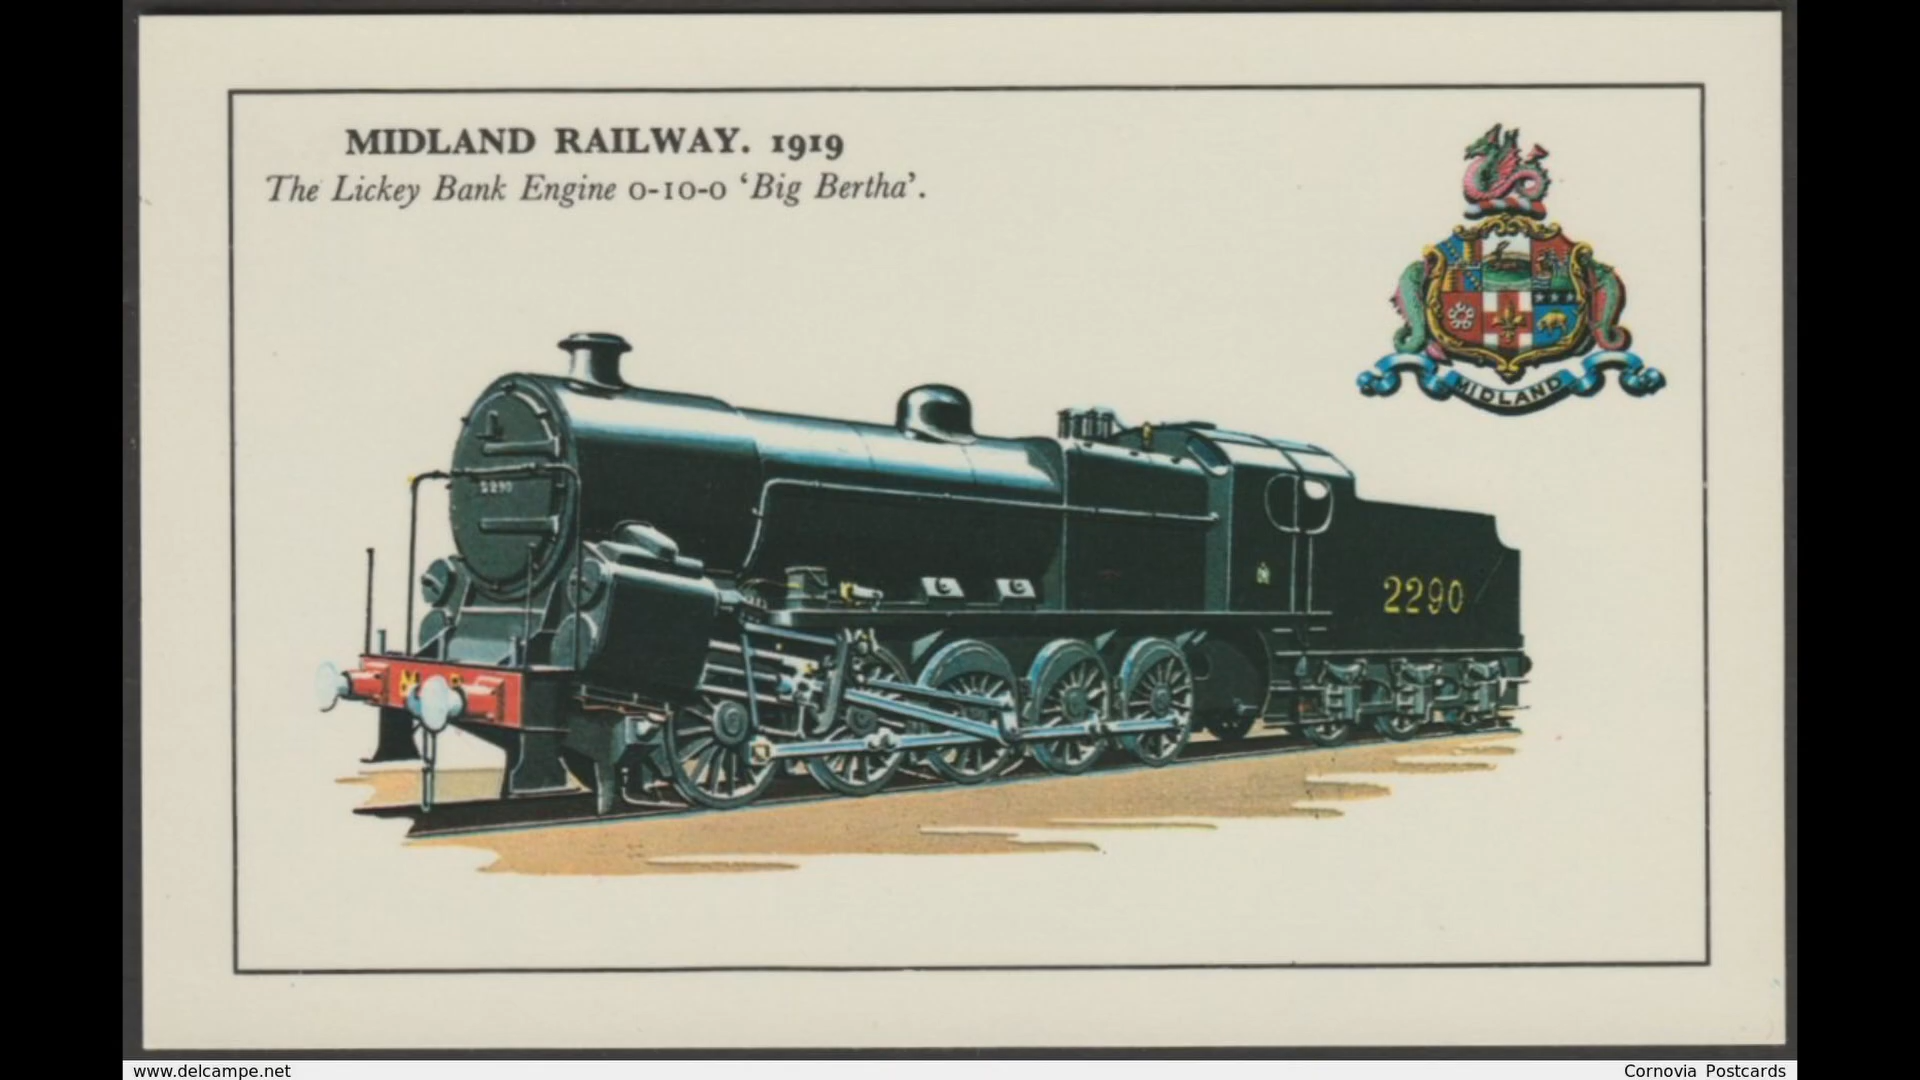 MIDLAND RAILWAY. 1919
The Lickey Bank Engine 0-10-0 ‘Big Bertha’.
MIDLAND
2290
2290
www.delcampe.net
Cornovia Postcards